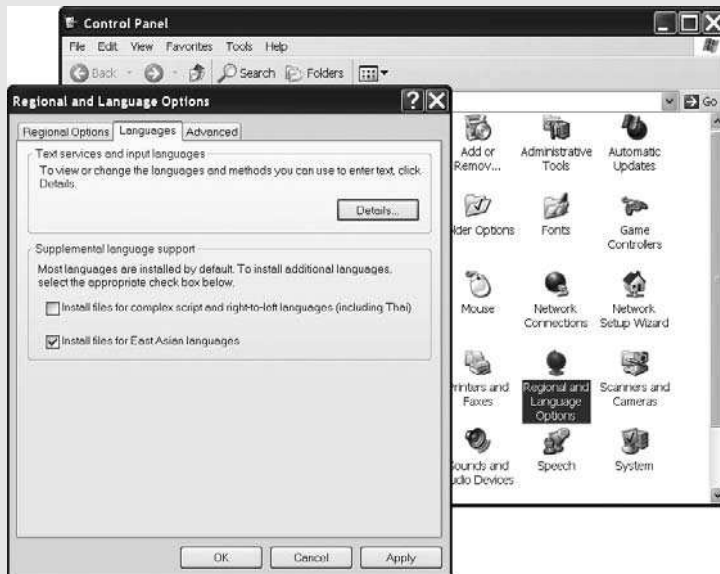 Control Panel
File Edit View Favorites Tools Help
Back Search Folders
Go
Regional and Language Options
Regional Options Languages Advanced
Text services and input languages
To view or change the languages and methods you can use to enter text, click
Details.
Details...
Supplemental language support
Most languages are installed by default. To install additional languages,
select the appropriate check box below.
Install files for complex script and right-to-left languages (including Thai)
Install files for East Asian languages
OK Cancel Apply
Add or
Remov...
Administrative
Tools
Automatic
Updates
lder Options
Fonts
Game
Controllers
Mouse
Network
Connections
Network
Setup Wizard
rinters and
Faxes
Regional and
Language
Options
Scanners and
Cameras
ounds and
udio Devices
Speech
System